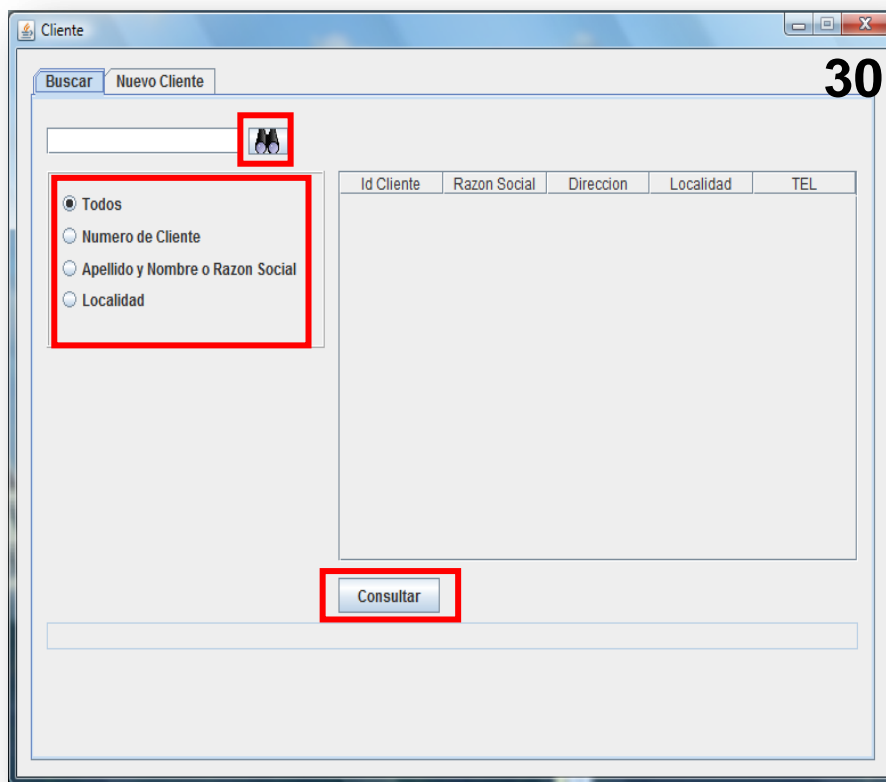 Cliente
Buscar Nuevo Cliente
30
Id Cliente Razon Social Direccion Localidad TEL
Todos
Numero de Cliente
Apellido y Nombre o Razon Social
Localidad
Consultar